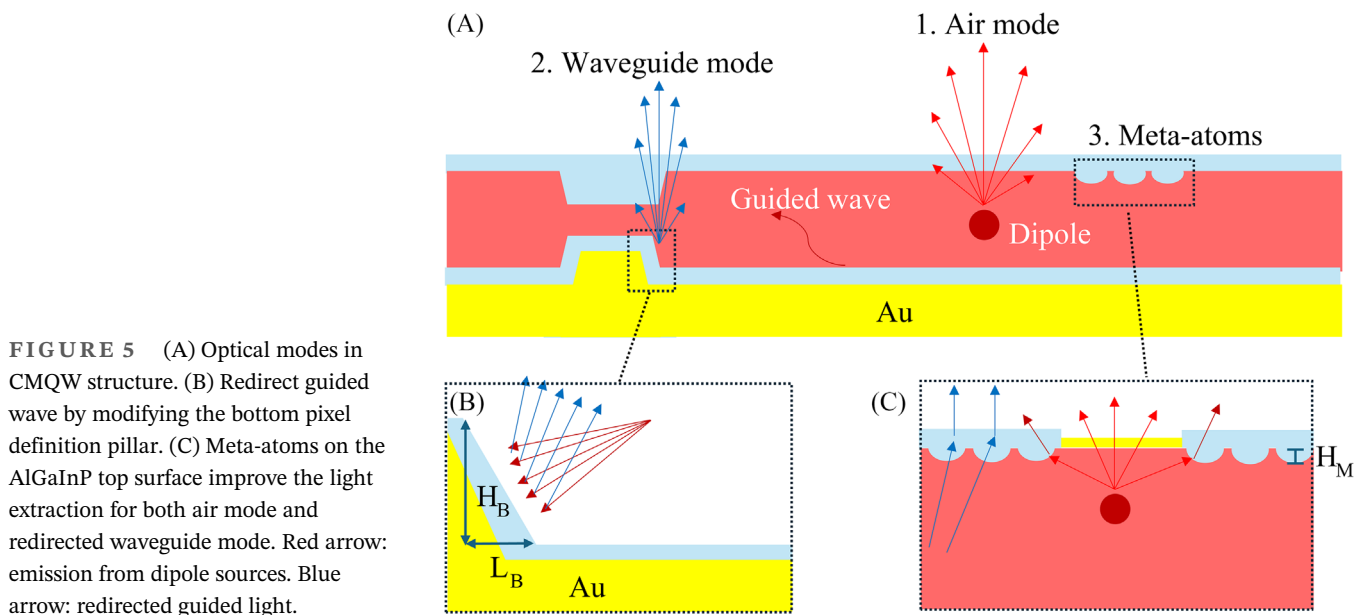 (A)
1. Air mode
2. Waveguide mode
3. Meta-atoms
Guided wave
Dipole
Au
FIGURE 5 (A) Optical modes in
CMQW structure. (B) Redirect guided
wave by modifying the bottom pixel
definition pillar. (C) Meta-atoms on the
AlGaInP top surface improve the light
extraction for both air mode and
redirected waveguide mode. Red arrow:
emission from dipole sources. Blue
arrow: redirected guided light.
(B)
H_B
L_B
Au
(C)
H_M